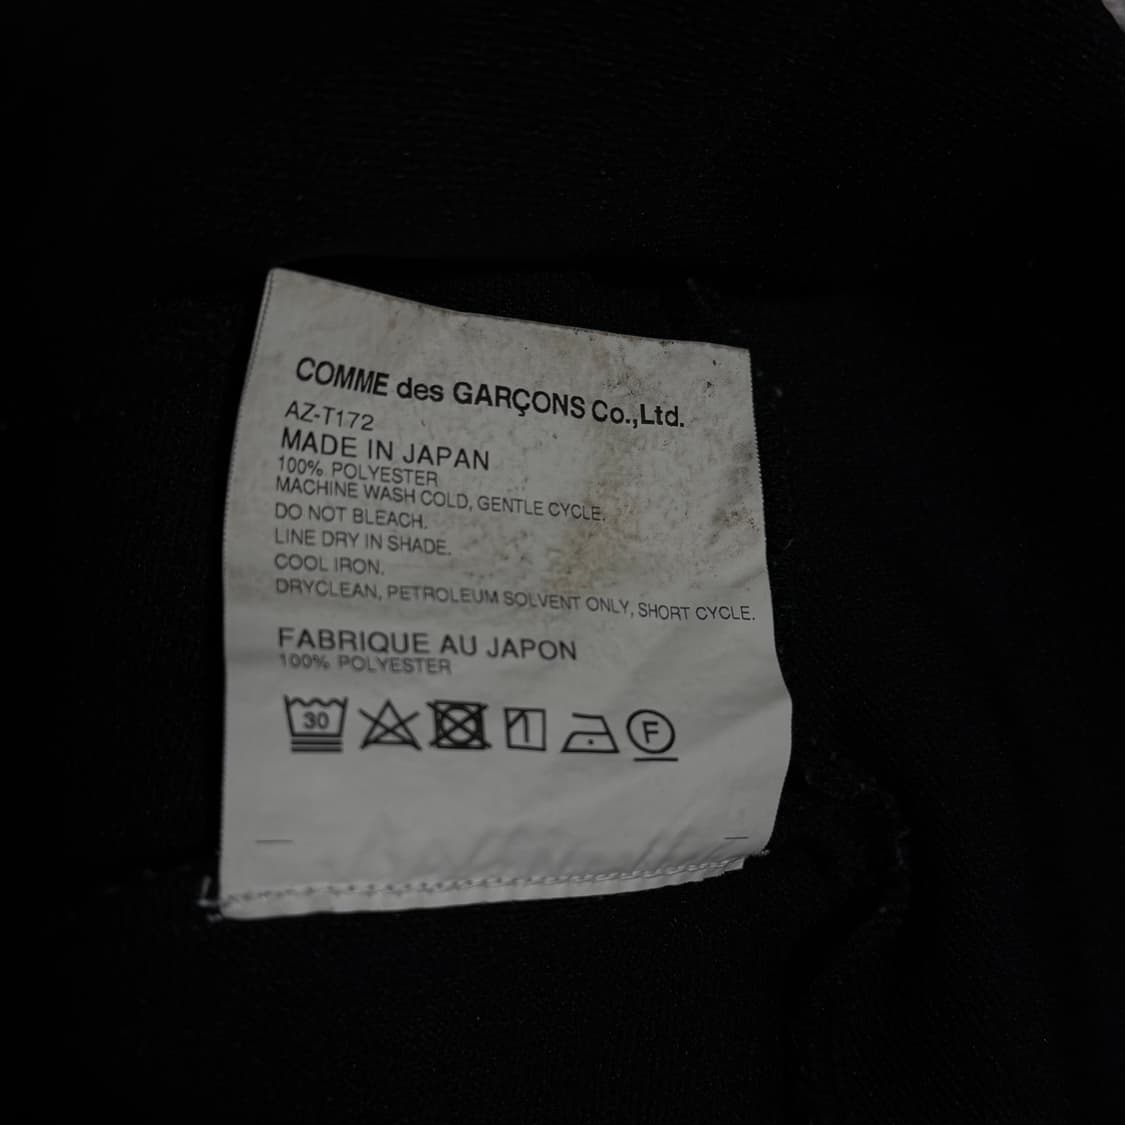 COMME des GARÇONS Co.,Ltd.
AZ-T172
MADE IN JAPAN
100% POLYESTER
MACHINE WASH COLD, GENTLE CYCLE.
DO NOT BLEACH.
LINE DRY IN SHADE.
COOL IRON.
DRYCLEAN, PETROLEUM SOLVENT ONLY, SHORT CYCLE.
FABRIQUE AU JAPON
100% POLYESTER
30 F